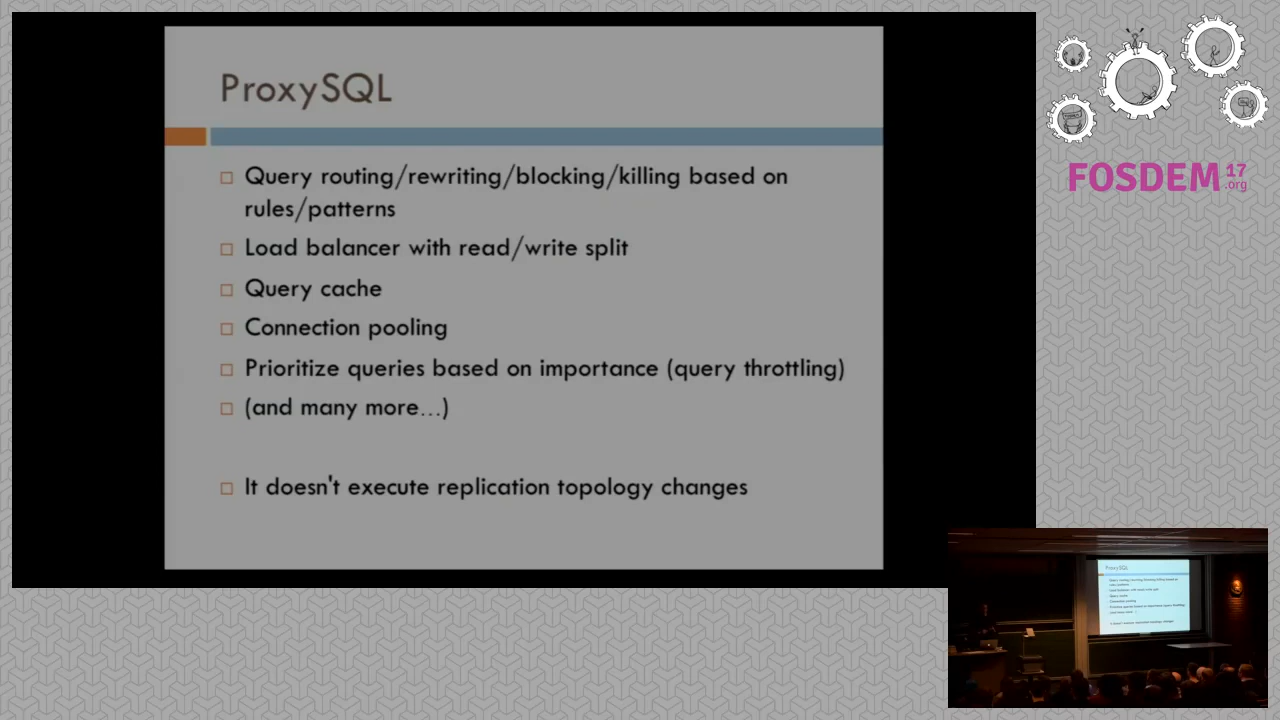 ProxySQL
Query routing/rewriting/blocking/killing based on
rules/patterns
Load balancer with read/write split
Query cache
Connection pooling
Prioritize queries based on importance (query throttling)
(and many more...)
It doesn't execute replication topology changes
FOSDEM 17
.org
ProxySQL